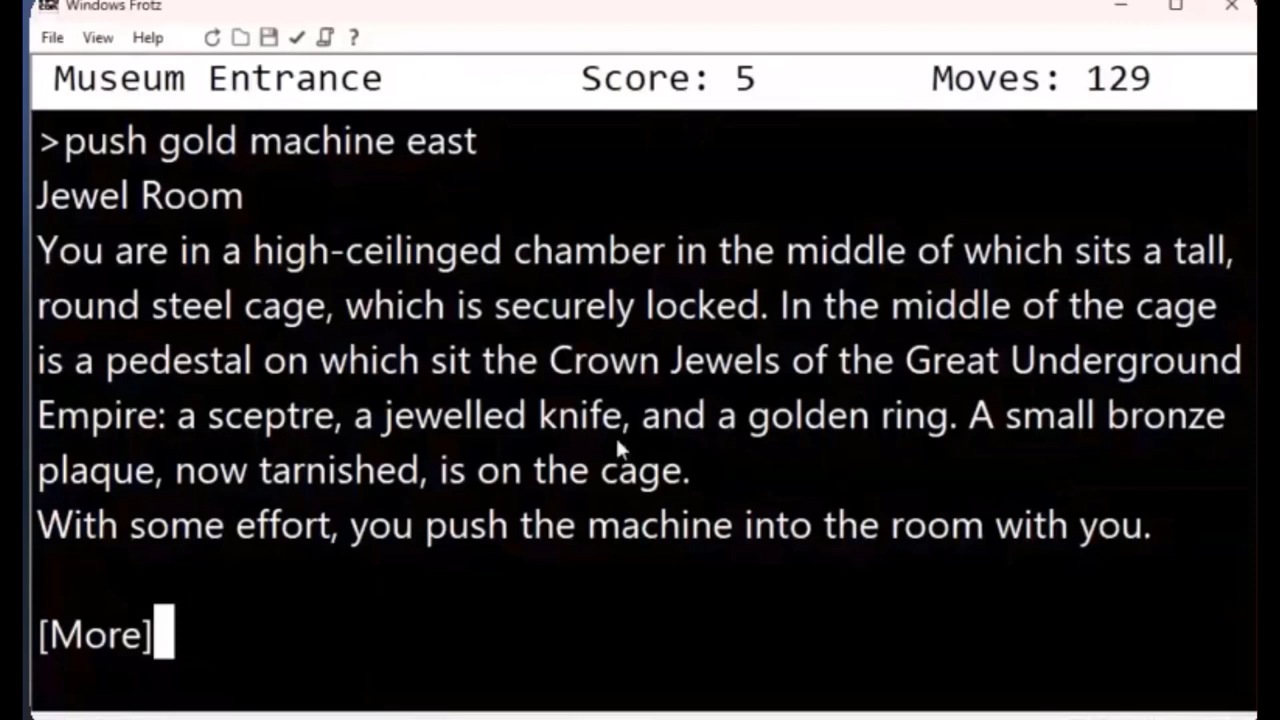 Windows Frotz
File View Help
Museum Entrance Score: 5 Moves: 129
>push gold machine east
Jewel Room
You are in a high-ceilinged chamber in the middle of which sits a tall,
round steel cage, which is securely locked. In the middle of the cage
is a pedestal on which sit the Crown Jewels of the Great Underground
Empire: a sceptre, a jewelled knife, and a golden ring. A small bronze
plaque, now tarnished, is on the cage.
With some effort, you push the machine into the room with you.
[More]